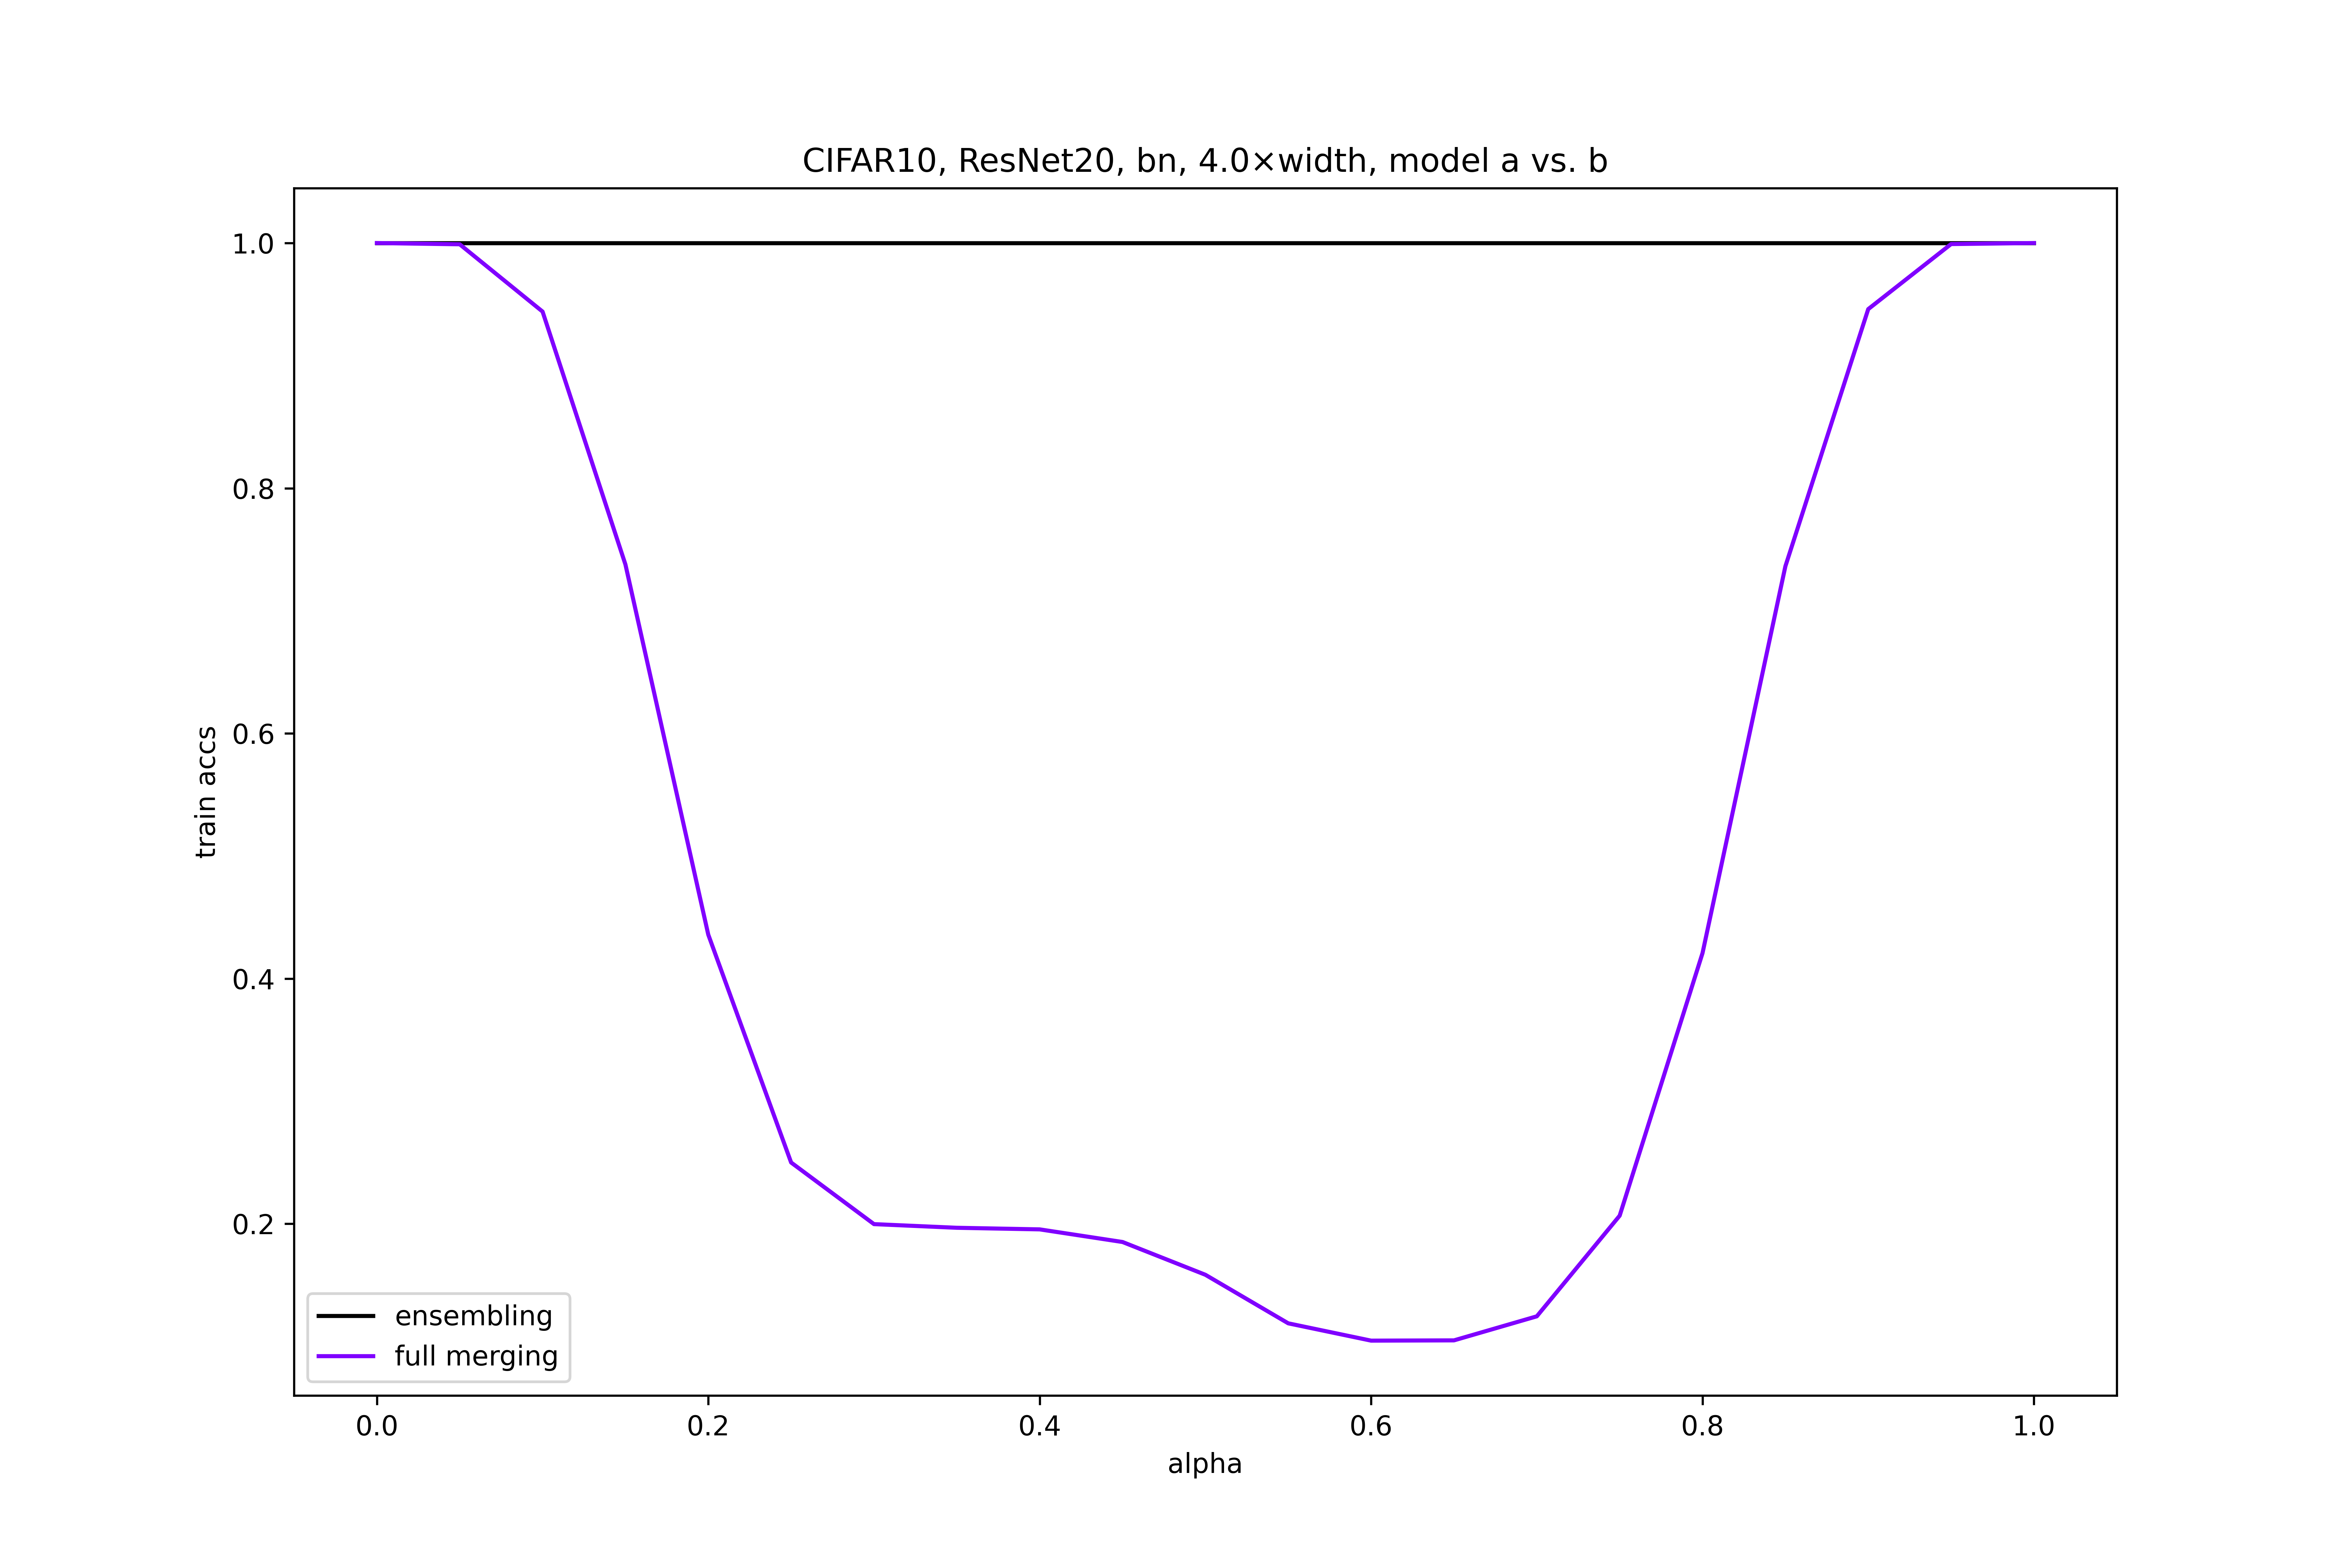 CIFAR10, ResNet20, bn, 4.0×width, model a vs. b
train accs
1.0
0.8
0.6
0.4
0.2
ensembling
full merging
0.0 0.2 0.4 0.6 0.8 1.0
alpha